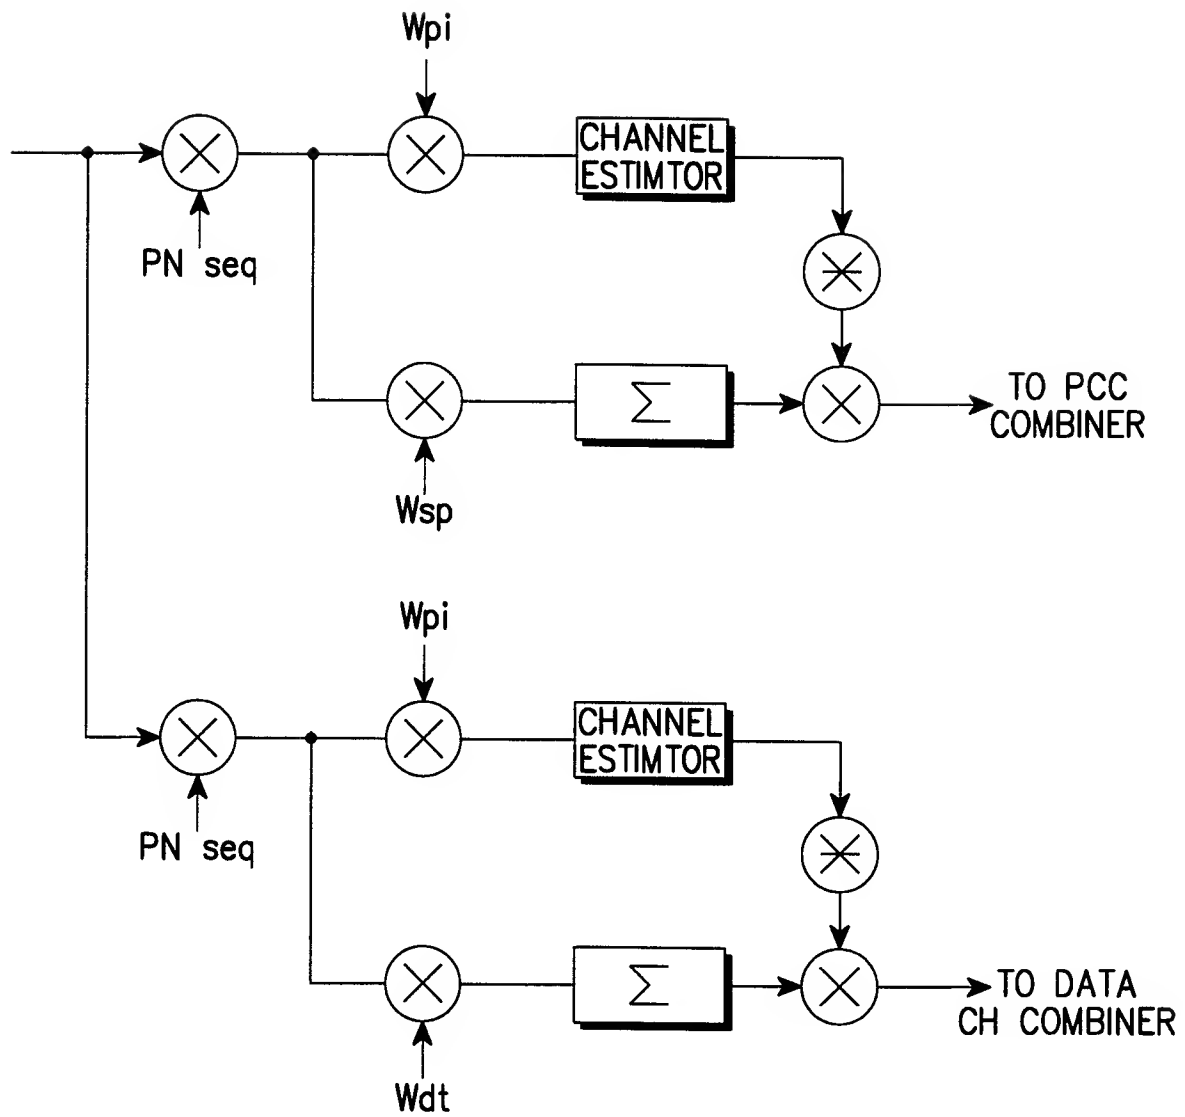 Wpi
CHANNEL
ESTIMTOR
PN seq
Σ
TO PCC
COMBINER
Wsp
Wpi
CHANNEL
ESTIMTOR
PN seq
Σ
TO DATA
CH COMBINER
Wdt